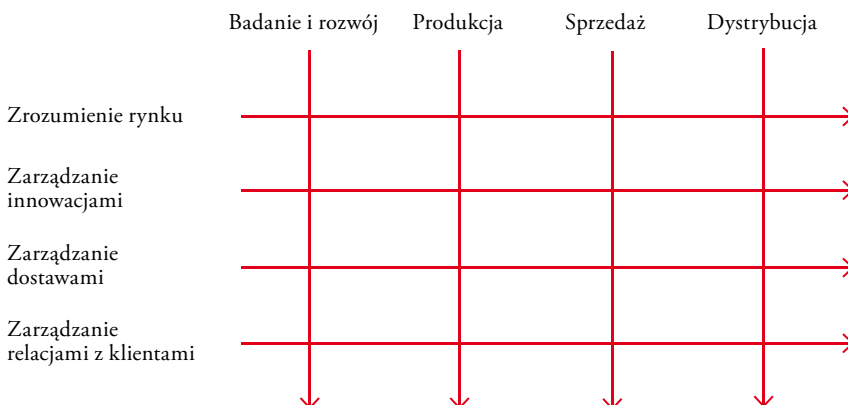 Badanie i rozwój Produkcja Sprzedaż Dystrybucja
Zrozumienie rynku
Zarządzanie
innowacjami
Zarządzanie
dostawami
Zarządzanie
relacjami z klientami